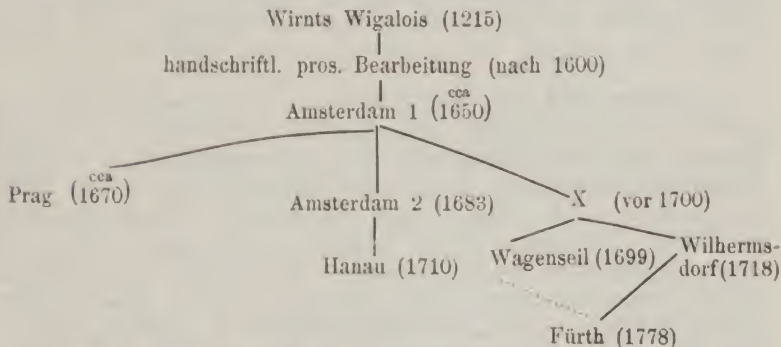 Wirnts Wigalois (1215)
handschriftl. pros. Bearbeitung (nach 1600)
Amsterdam 1 (cca 1650)
Prag (cca 1670)
Amsterdam 2 (1683)
X (vor 1700)
Hanau (1710)
Wagenseil (1699)
Wilherms-
dorf (1718)
Fürth (1778)